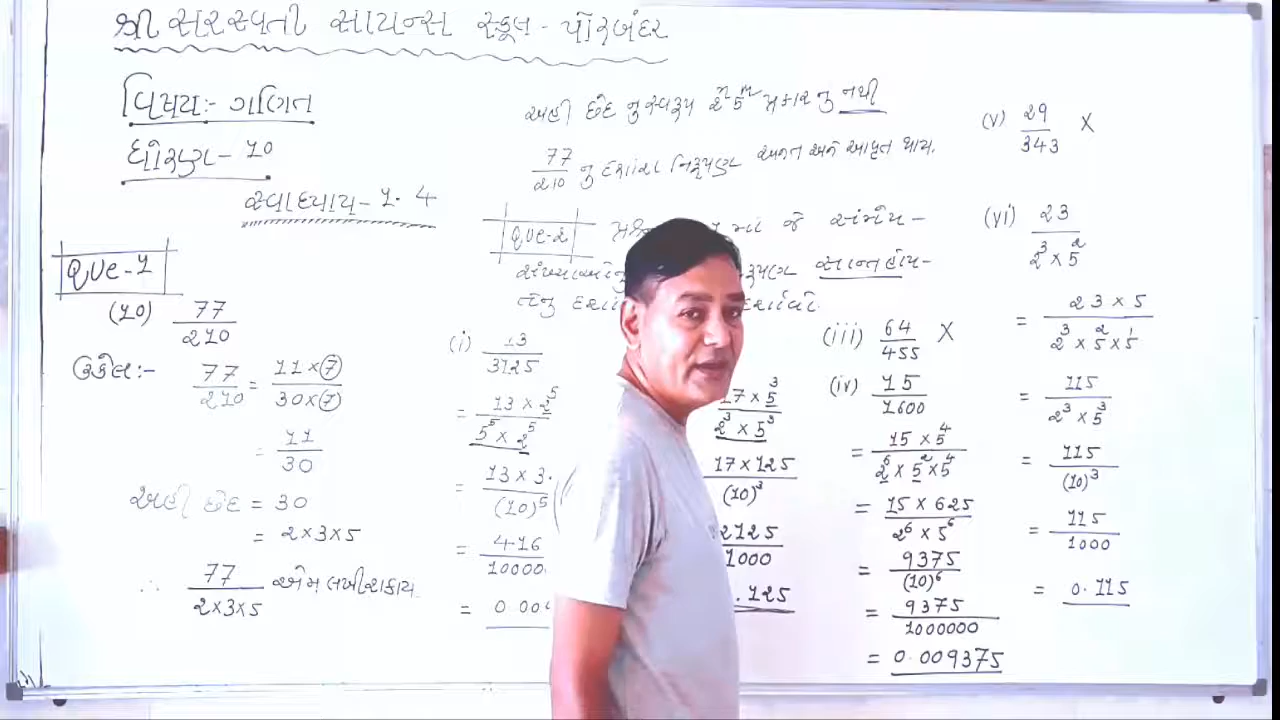 શ્રી સરસ્વતી સાયન્સ સ્કૂલ - પોરબંદર
વિષય:- ગણિત
ધોરણ - ૧૦
સ્વાધ્યાય - ૧.૪
Que-1
(૧૦) 77/210
ઉકેલ:- 77/210 = 11×7/30×7
= 11/30
અહીં છેદ = 30
= 2×3×5
∴ 77/2×3×5 એમ લખી શકાય.
અહીં છેદ નું સ્વરૂપ 2ⁿ5ᵐ પ્રકાર નું નથી
77/210 નું દશાંશ નિરૂપણ અનંત અને આવૃત થાય.
Que-2 માં જે સંમેય -
સાન્ત હોય -
તેનું દર્શાવો.
(i) 13/3125
= 13 × 2⁵/5⁵ × 2⁵
= 13 × 3/(10)⁵
= 416
= 0.00
17 × 5³/2³ × 5³
17 × 125/(10)³
2125/1000
.125
(iii) 64/455 X
(iv) 15/1600
= 15 × 5⁴/2⁶ × 5² × 5⁴
= 15 × 625/2⁶ × 5⁶
= 9375/(10)⁶
= 9375/1000000
= 0.009375
(v) 29/343 X
(vi) 23/2³ × 5²
= 23 × 5/2³ × 5² × 5¹
= 115/2³ × 5³
= 115/(10)³
= 115/1000
= 0.115